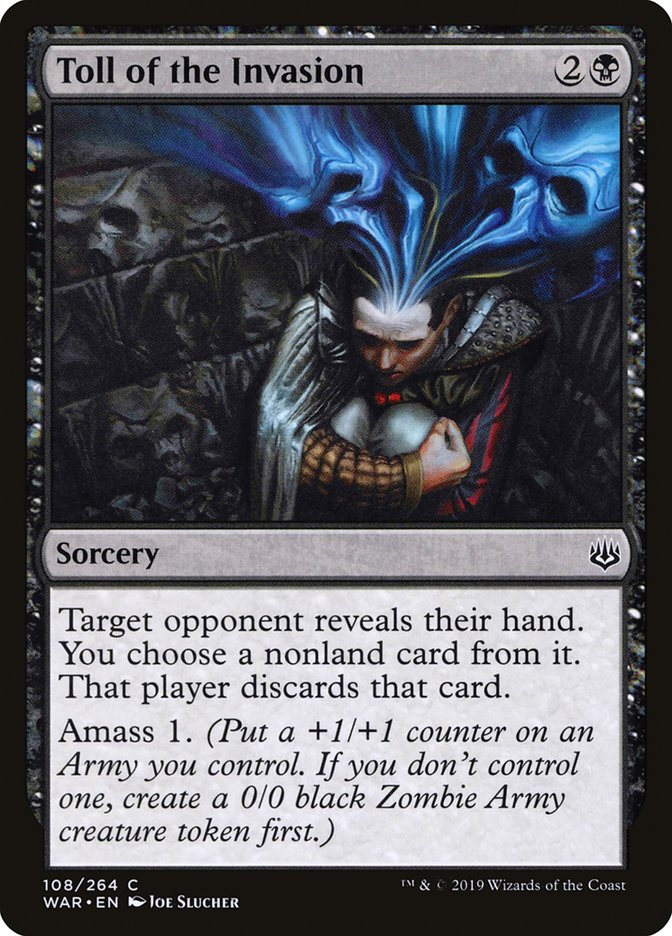 Toll of the Invasion 2
Sorcery
Target opponent reveals their hand.
You choose a nonland card from it.
That player discards that card.
Amass 1. (Put a +1/+1 counter on an
Army you control. If you don't control
one, create a 0/0 black Zombie Army
creature token first.)
108/264 C
™ & © 2019 Wizards of the Coast
WAR • EN Joe Slucher